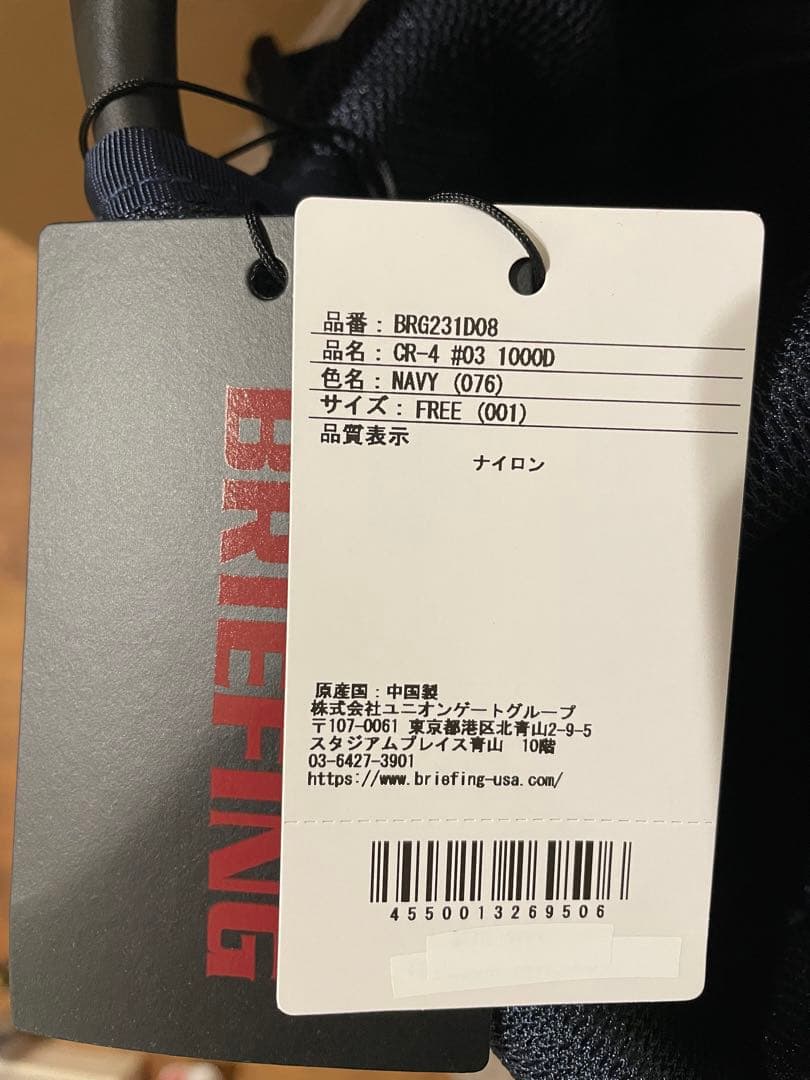 BRIEFING
品番: BRG231D08
品名: CR-4 #03 1000D
色名: NAVY (076)
サイズ: FREE (001)
品質表示
ナイロン
原産国:中国製
株式会社ユニオンゲートグループ
〒107-0061 東京都港区北青山2-9-5
スタジアムプレイス青山 10階
03-6427-3901
https://www.briefing-usa.com/
4550013269506